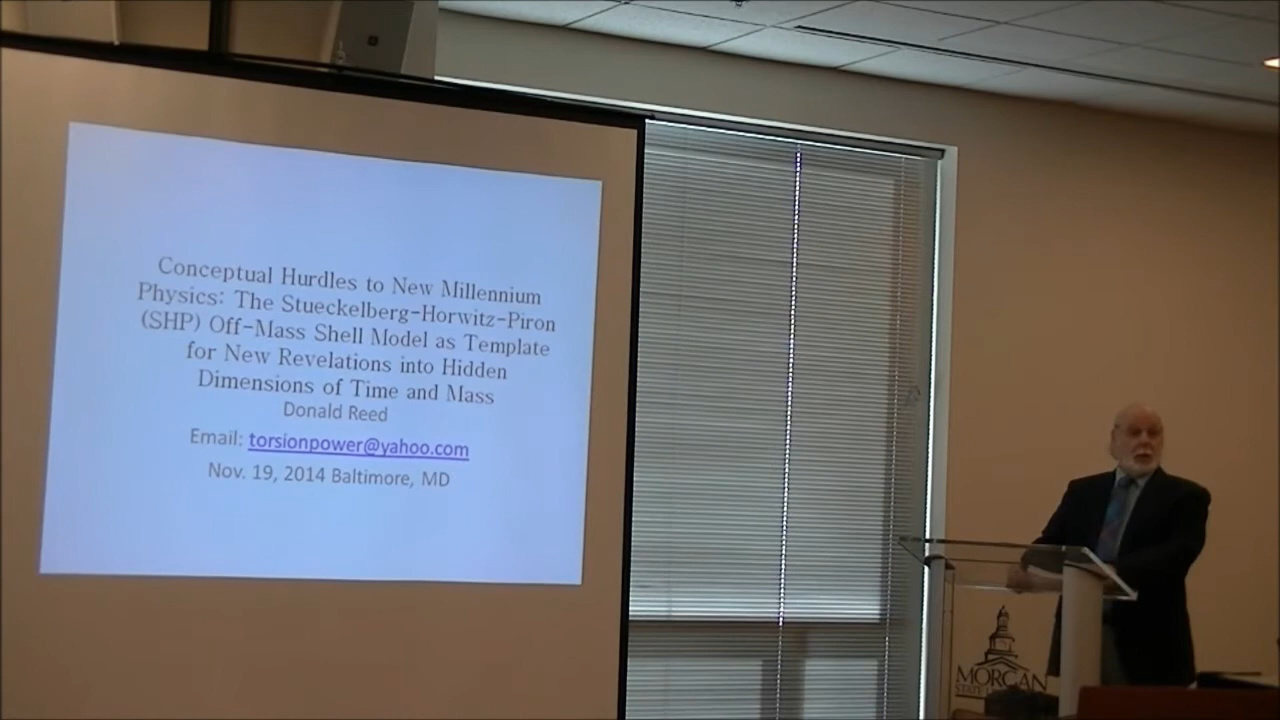 Conceptual Hurdles to New Millennium
Physics: The Stueckelberg-Horwitz-Piron
(SHP) Off-Mass Shell Model as Template
for New Revelations into Hidden
Dimensions of Time and Mass
Donald Reed
Email: torsionpower@yahoo.com
Nov. 19, 2014 Baltimore, MD
MORGAN
STATE